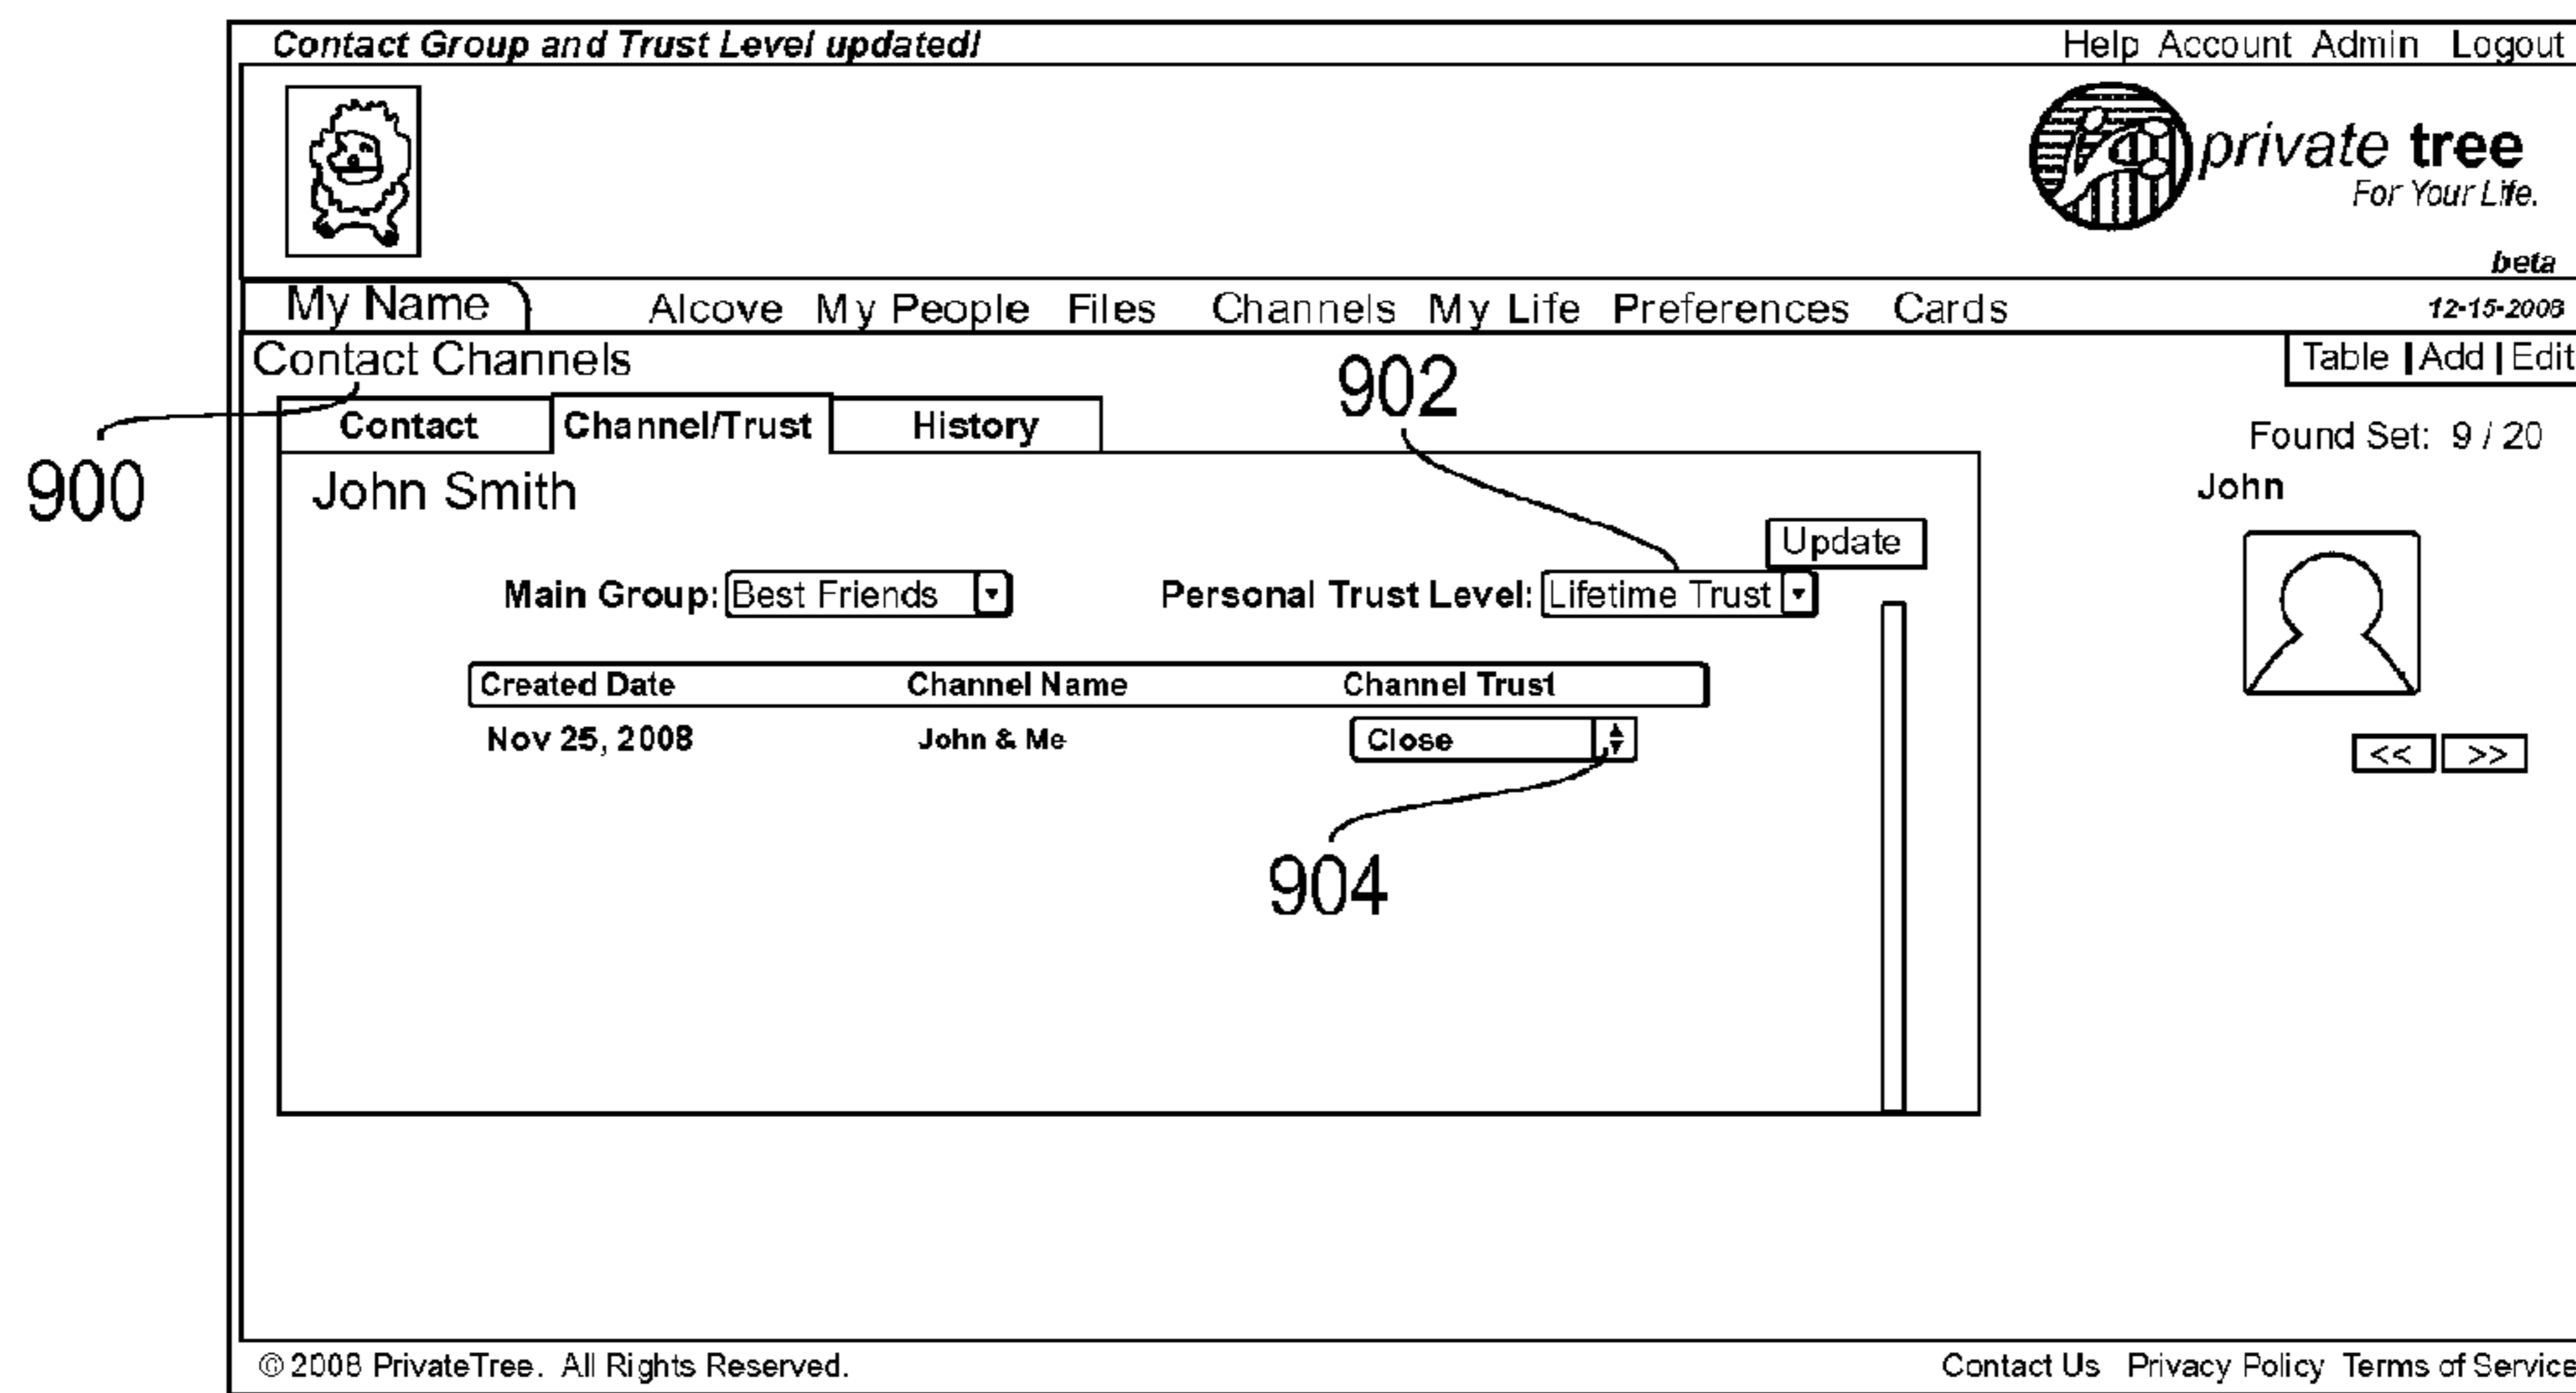 Contact Group and Trust Level updated! Help Account Admin Logout
private tree
For Your Life.
beta
My Name Alcove My People Files Channels My Life Preferences Cards 12-15-2008
Contact Channels Table | Add | Edit
902
Contact Channel/Trust History Found Set: 9 / 20
900 John Smith John
Update
Main Group: Best Friends Personal Trust Level: Lifetime Trust
Created Date Channel Name Channel Trust
Nov 25, 2008 John & Me Close << >>
904
© 2008 PrivateTree. All Rights Reserved. Contact Us Privacy Policy Terms of Service